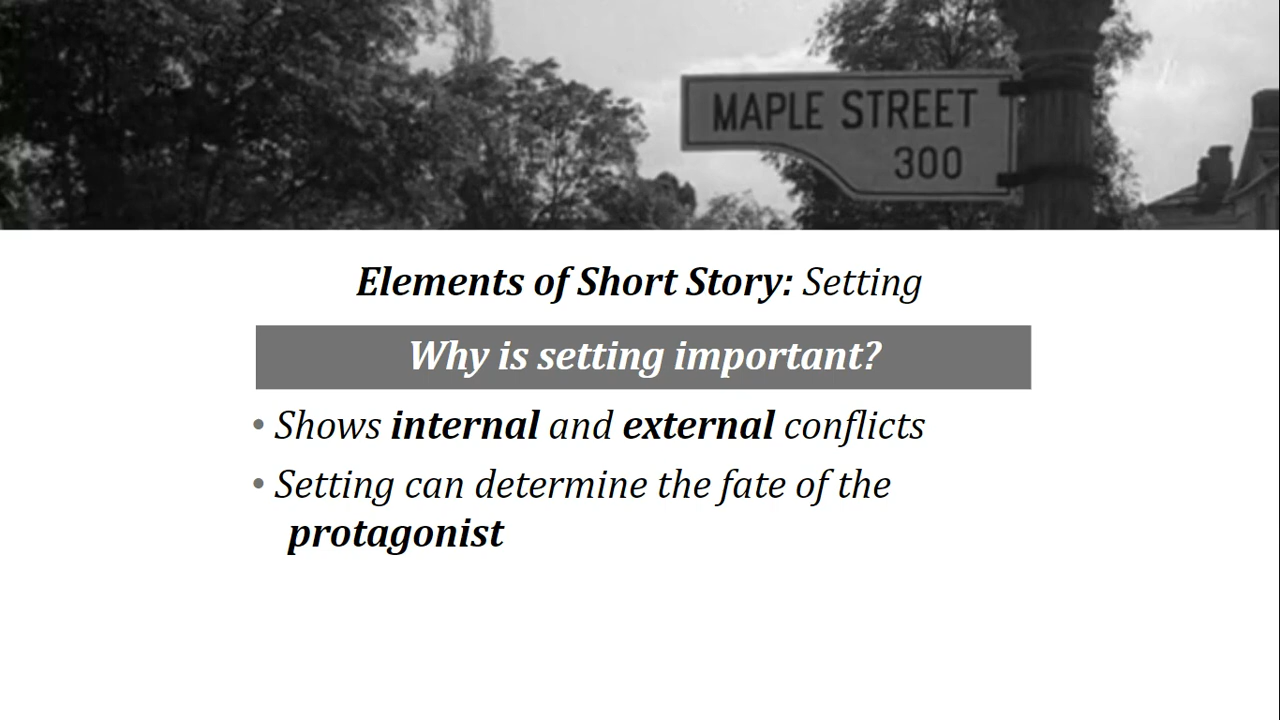 MAPLE STREET
300
Elements of Short Story: Setting
Why is setting important?
• Shows internal and external conflicts
• Setting can determine the fate of the
protagonist